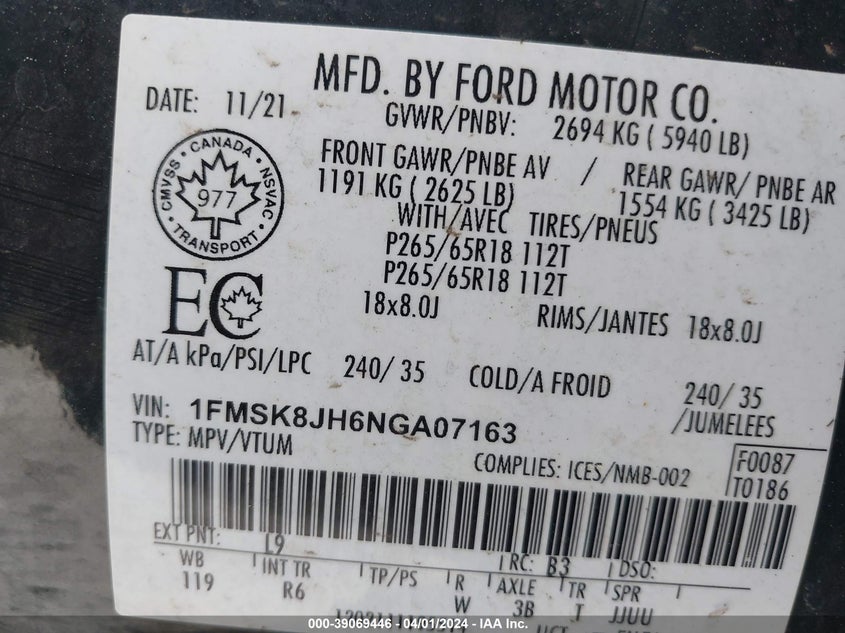 MFD. BY FORD MOTOR CO.
DATE: 11/21
GVWR/PNBV: 2694 KG ( 5940 LB)
FRONT GAWR/PNBE AV / REAR GAWR/ PNBE AR
1191 KG ( 2625 LB) 1554 KG ( 3425 LB)
WITH/AVEC TIRES/PNEUS
P265/65R18 112T
P265/65R18 112T
18x8.0J RIMS/JANTES 18x8.0J
CMVSS · CANADA · NSVAC
977
TRANSPORT
EC
AT/A kPa/PSI/LPC 240/ 35 COLD/A FROID 240/ 35
/JUMELEES
VIN: 1FMSK8JH6NGA07163
TYPE: MPV/VTUM
COMPLIES: ICES/NMB-002
F0087
T0186
EXT PNT: L9 RC: B3 DSO:
WB INT TR TP/PS R AXLE TR SPR
119 R6 W 3B T JJUU
000-39069446 - 04/01/2024 - IAA Inc.